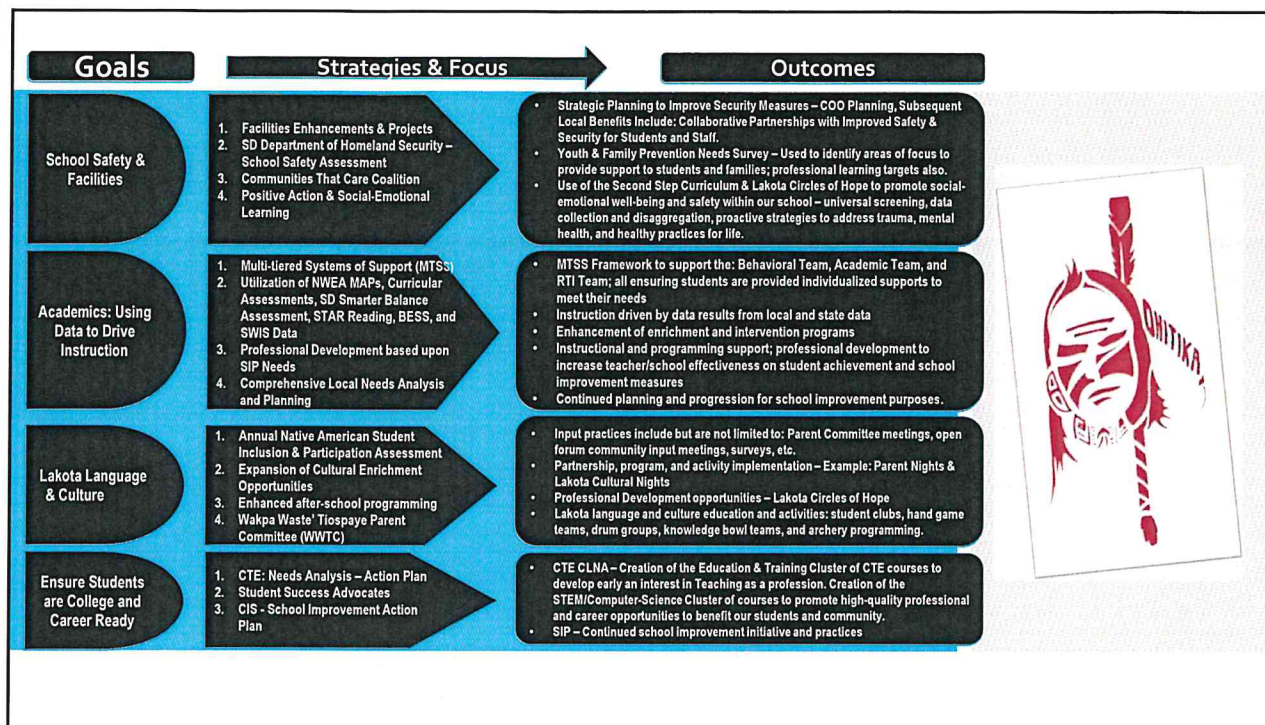 Goals
Strategies & Focus
Outcomes
School Safety &
Facilities
1. Facilities Enhancements & Projects
2. SD Department of Homeland Security –
School Safety Assessment
3. Communities That Care Coalition
4. Positive Action & Social-Emotional
Learning
• Strategic Planning to Improve Security Measures – COO Planning, Subsequent
Local Benefits Include: Collaborative Partnerships with Improved Safety &
Security for Students and Staff.
• Youth & Family Prevention Needs Survey – Used to identify areas of focus to
provide support to students and families; professional learning targets also.
• Use of the Second Step Curriculum & Lakota Circles of Hope to promote social-
emotional well-being and safety within our school – universal screening, data
collection and disaggregation, proactive strategies to address trauma, mental
health, and healthy practices for life.
Academics: Using
Data to Drive
Instruction
1. Multi-tiered Systems of Support (MTSS)
2. Utilization of NWEA MAPs, Curricular
Assessments, SD Smarter Balance
Assessment, STAR Reading, BESS, and
SWIS Data
3. Professional Development based upon
SIP Needs
4. Comprehensive Local Needs Analysis
and Planning
• MTSS Framework to support the: Behavioral Team, Academic Team, and
RTI Team; all ensuring students are provided individualized supports to
meet their needs
• Instruction driven by data results from local and state data
• Enhancement of enrichment and intervention programs
• Instructional and programming support; professional development to
increase teacher/school effectiveness on student achievement and school
improvement measures
• Continued planning and progression for school improvement purposes.
Lakota Language
& Culture
1. Annual Native American Student
Inclusion & Participation Assessment
2. Expansion of Cultural Enrichment
Opportunities
3. Enhanced after-school programming
4. Wakpa Waste' Tiospaye Parent
Committee (WWTC)
• Input practices include but are not limited to: Parent Committee meetings, open
forum community input meetings, surveys, etc.
• Partnership, program, and activity implementation – Example: Parent Nights &
Lakota Cultural Nights
• Professional Development opportunities – Lakota Circles of Hope
• Lakota language and culture education and activities: student clubs, hand game
teams, drum groups, knowledge bowl teams, and archery programming.
Ensure Students
are College and
Career Ready
1. CTE: Needs Analysis – Action Plan
2. Student Success Advocates
3. CIS - School Improvement Action
Plan
• CTE CLNA – Creation of the Education & Training Cluster of CTE courses to
develop early an interest in Teaching as a profession. Creation of the
STEM/Computer-Science Cluster of courses to promote high-quality professional
and career opportunities to benefit our students and community.
• SIP – Continued school improvement initiative and practices
OHITIKA